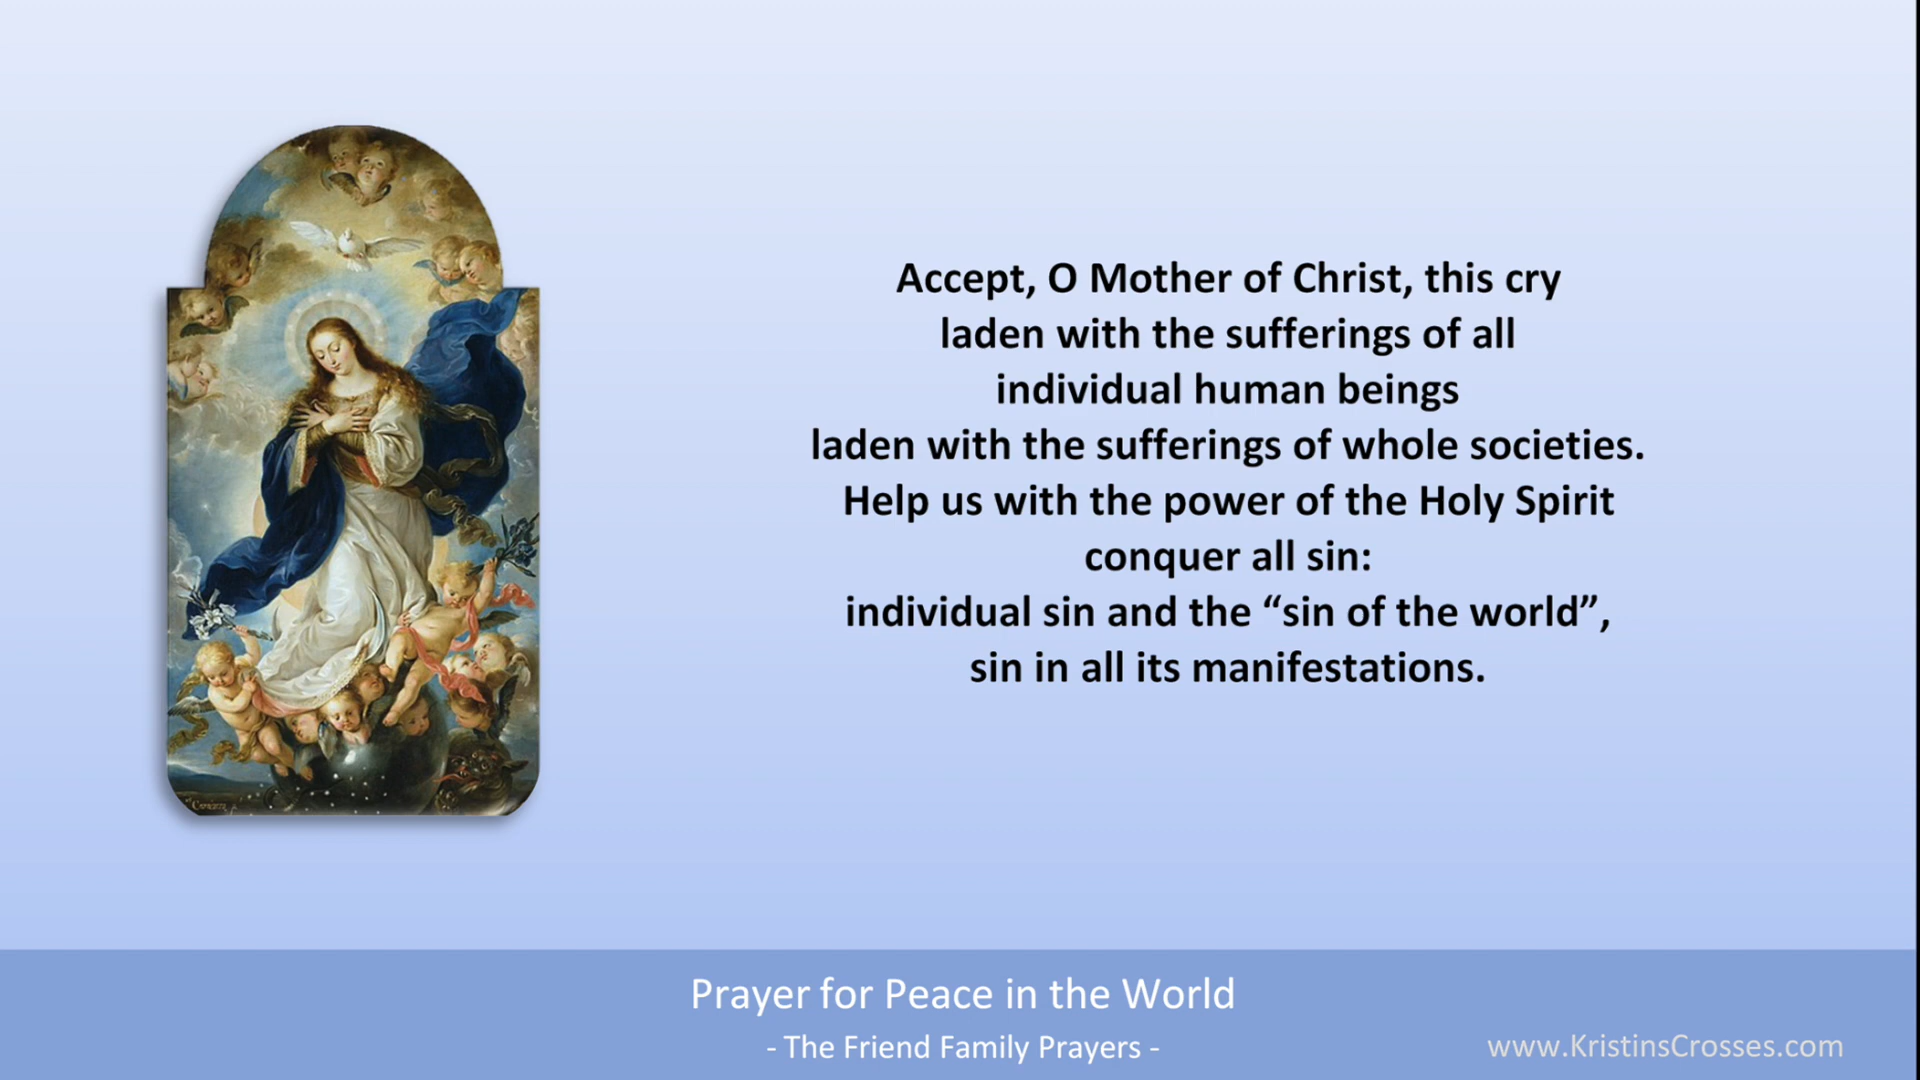 Accept, O Mother of Christ, this cry
laden with the sufferings of all
individual human beings
laden with the sufferings of whole societies.
Help us with the power of the Holy Spirit
conquer all sin:
individual sin and the “sin of the world”,
sin in all its manifestations.
Prayer for Peace in the World
- The Friend Family Prayers -
www.KristinsCrosses.com